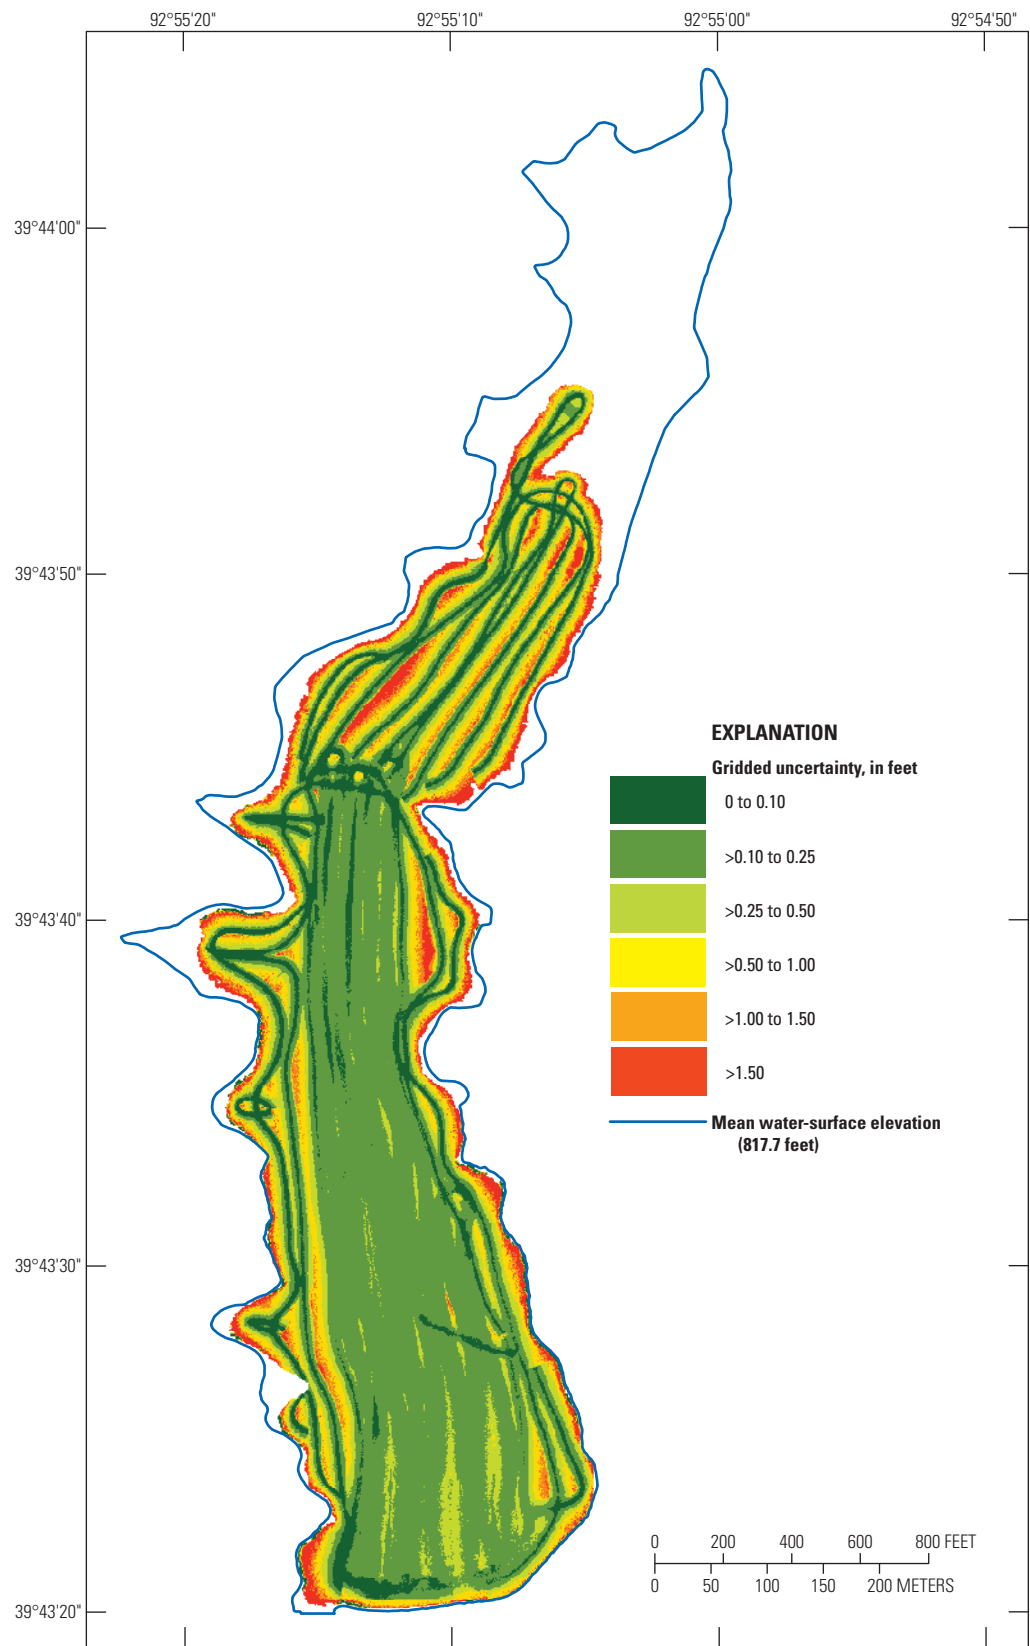 92°55'20" 92°55'10" 92°55'00" 92°54'50"
39°44'00"
39°43'50"
39°43'40"
39°43'30"
39°43'20"
EXPLANATION
Gridded uncertainty, in feet
0 to 0.10
>0.10 to 0.25
>0.25 to 0.50
>0.50 to 1.00
>1.00 to 1.50
>1.50
Mean water-surface elevation
(817.7 feet)
0 200 400 600 800 FEET
0 50 100 150 200 METERS